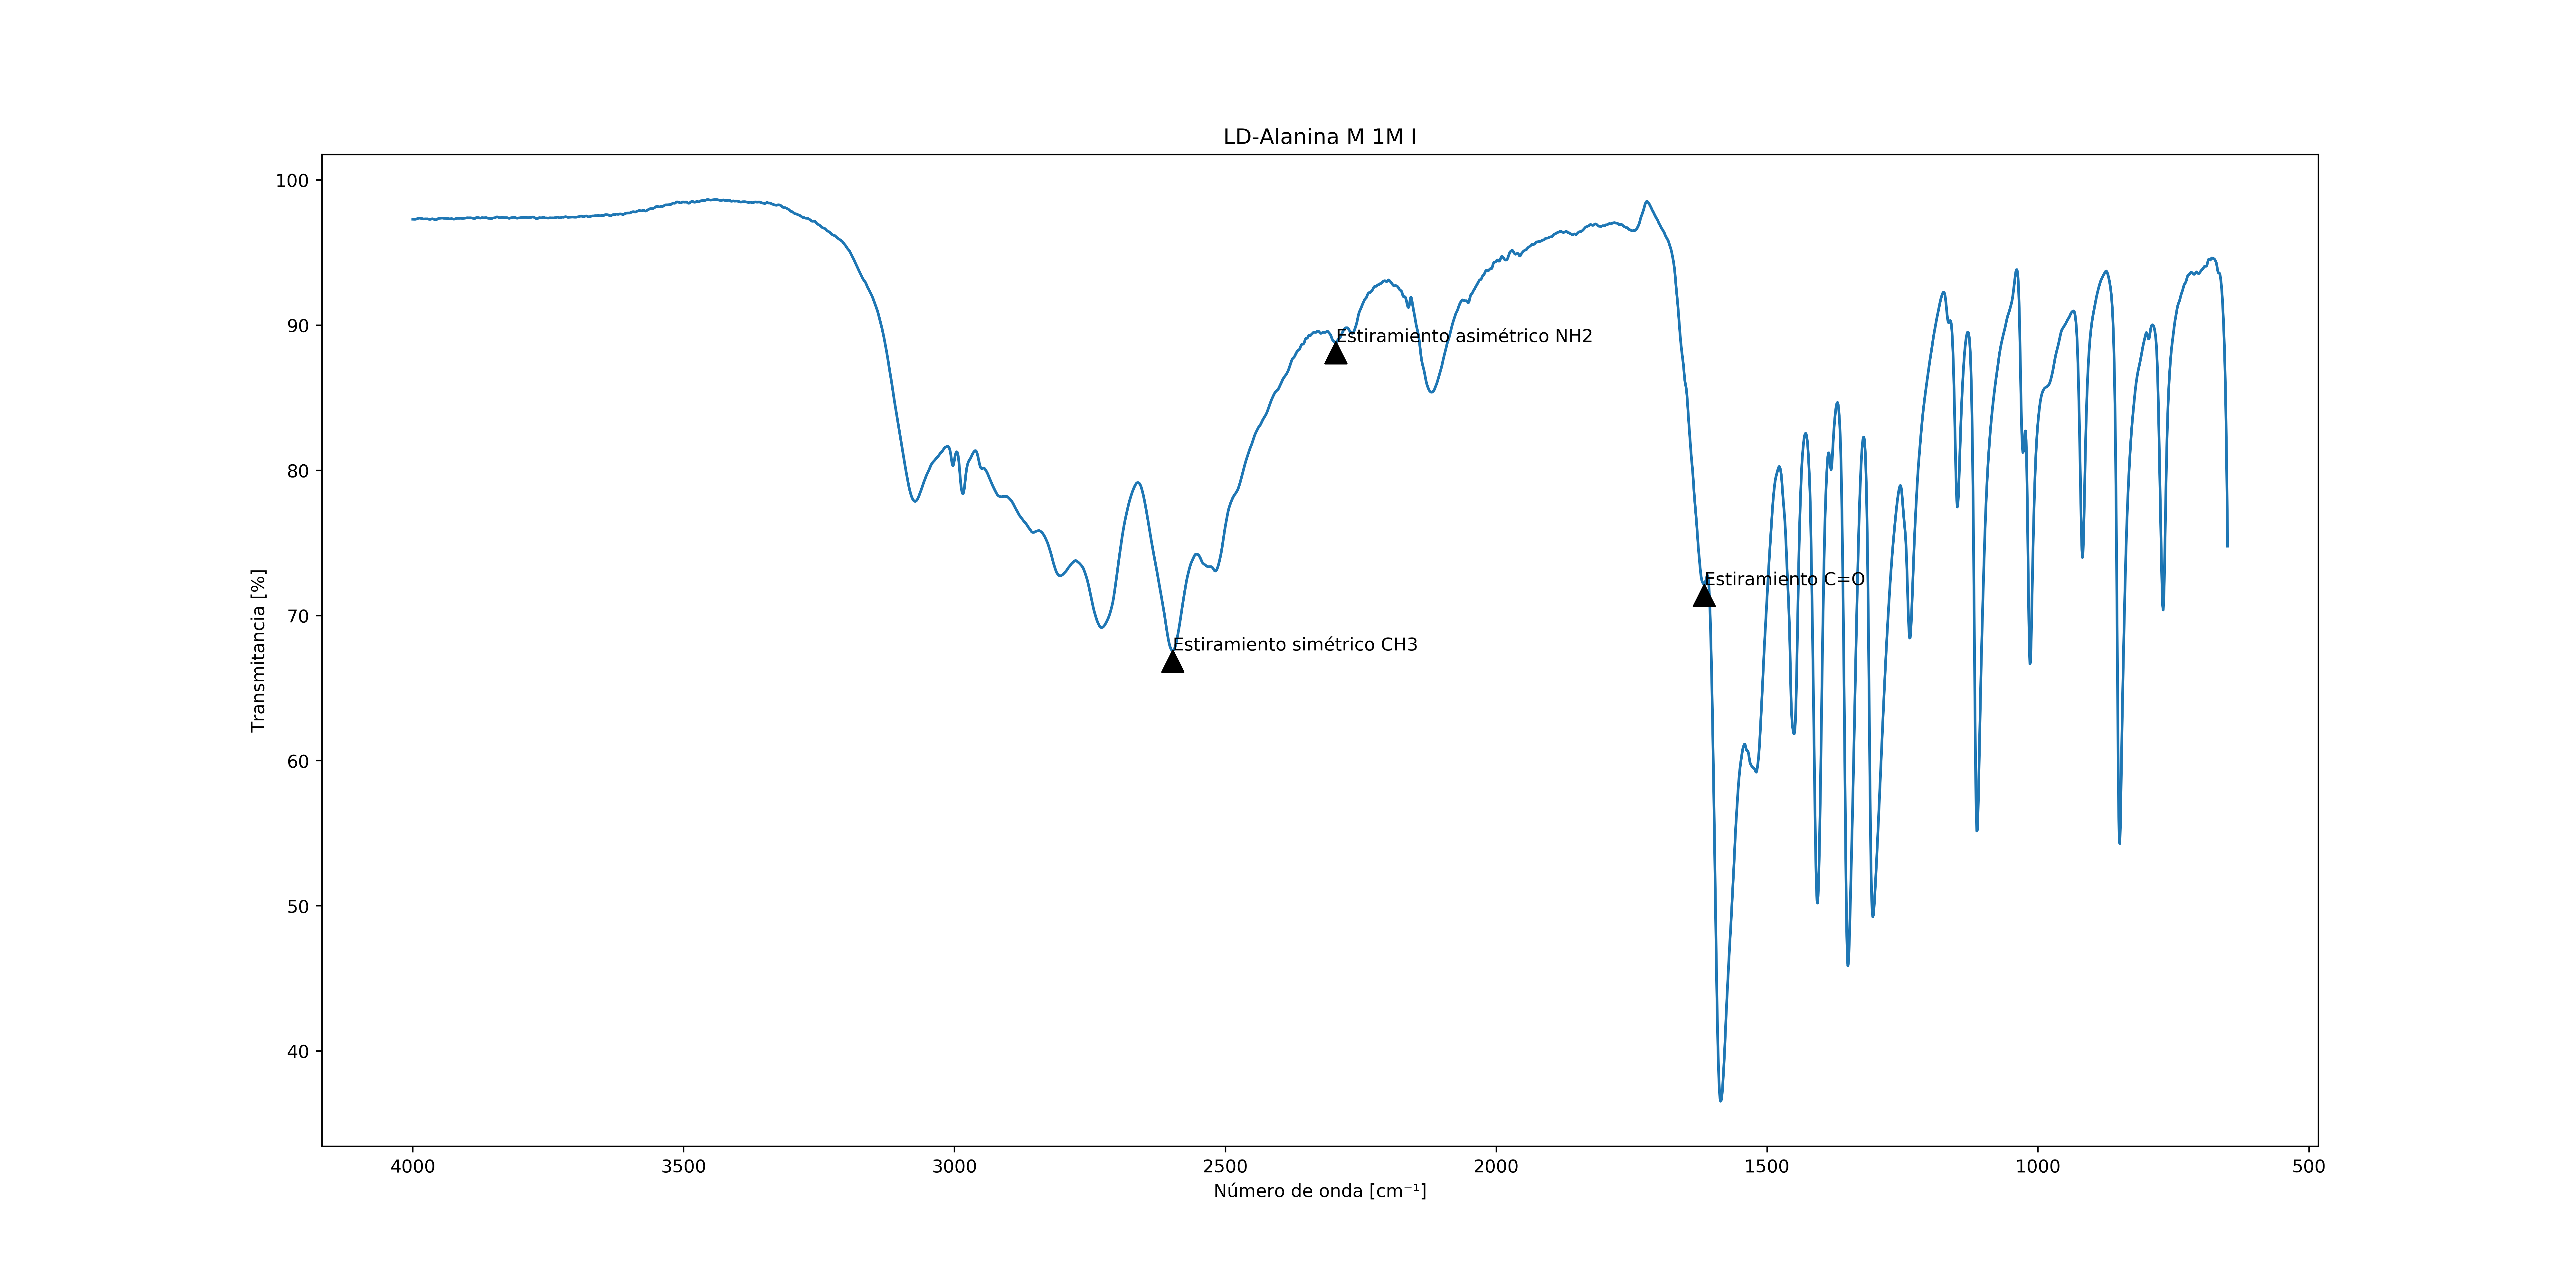 LD-Alanina M 1M I
100
90
80
70
60
50
40
Transmitancia [%]
Estiramiento asimétrico NH2
Estiramiento C=O
Estiramiento simétrico CH3
4000 3500 3000 2500 2000 1500 1000 500
Número de onda [cm⁻¹]